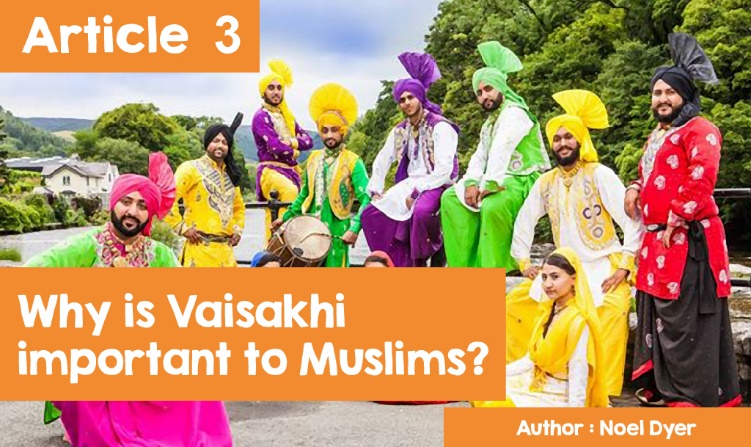 Article 3
Why is Vaisakhi
important to Muslims?
Author : Noel Dyer